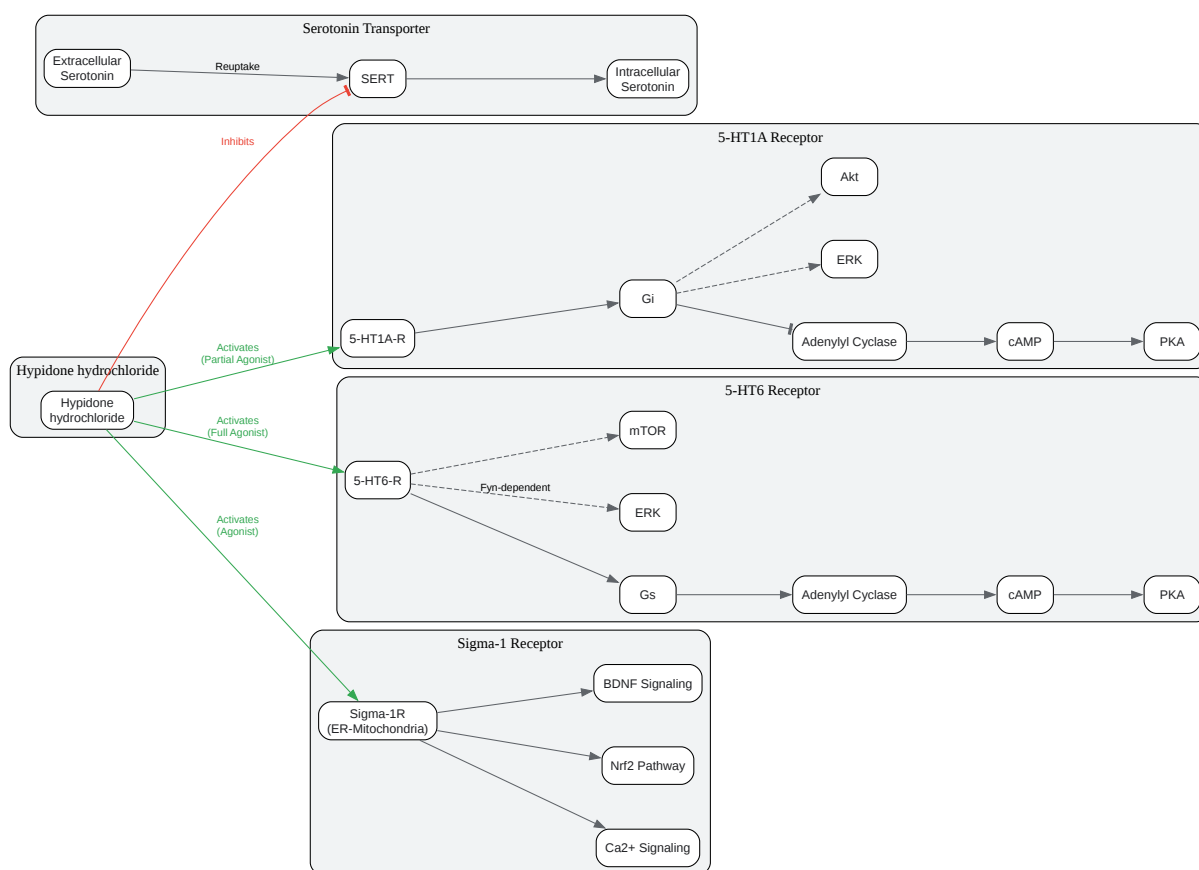 Serotonin Transporter
Extracellular
Serotonin
Reuptake
SERT
Intracellular
Serotonin
Inhibits
5-HT1A Receptor
Akt
ERK
Gi
5-HT1A-R
Adenylyl Cyclase
cAMP
PKA
Activates
(Partial Agonist)
Hypidone hydrochloride
Hypidone
hydrochloride
5-HT6 Receptor
Activates
(Full Agonist)
mTOR
5-HT6-R
Fyn-dependent
ERK
Gs
Adenylyl Cyclase
cAMP
PKA
Activates
(Agonist)
Sigma-1 Receptor
BDNF Signaling
Sigma-1R
(ER-Mitochondria)
Nrf2 Pathway
Ca2+ Signaling